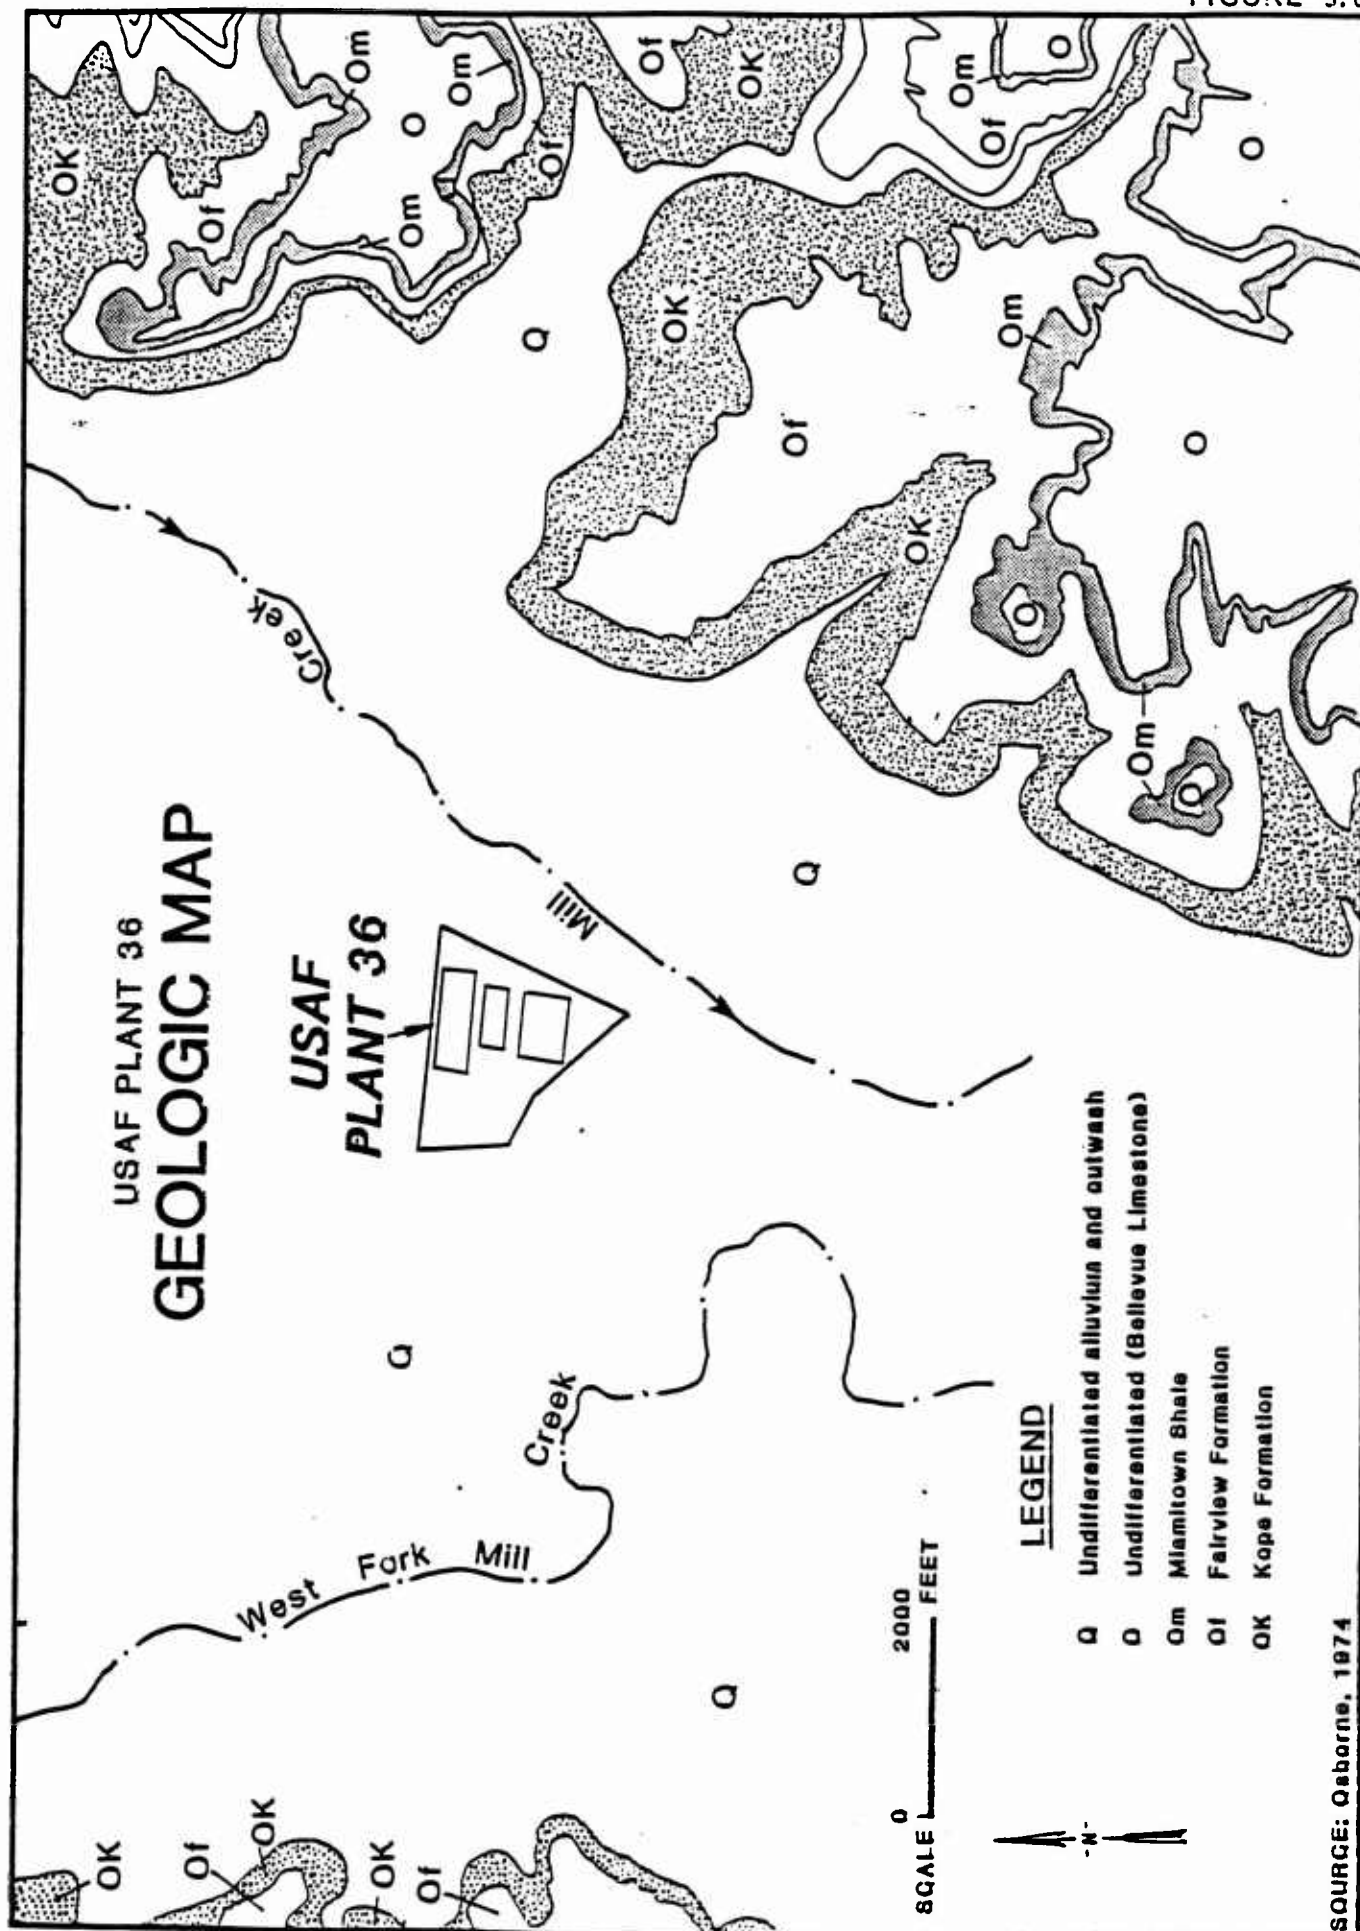 USAF PLANT 36
GEOLOGIC MAP
USAF
PLANT 36
OK
Of
OK
OK
Of
West Fork Mill Creek
Q
Q
Mill Creek
Q
Q
OK
Of
Om
O
Om
Om
Of
Of
OK
Om
O
Of
O
OK
Of
OK
Om
O
O
Om
O
SCALE 0 2000 FEET
-N-
LEGEND
Q Undifferentiated alluvium and outwash
O Undifferentiated (Bellevue Limestone)
Om Miamitown Shale
Of Fairview Formation
OK Kope Formation
SOURCE: Osborne, 1974